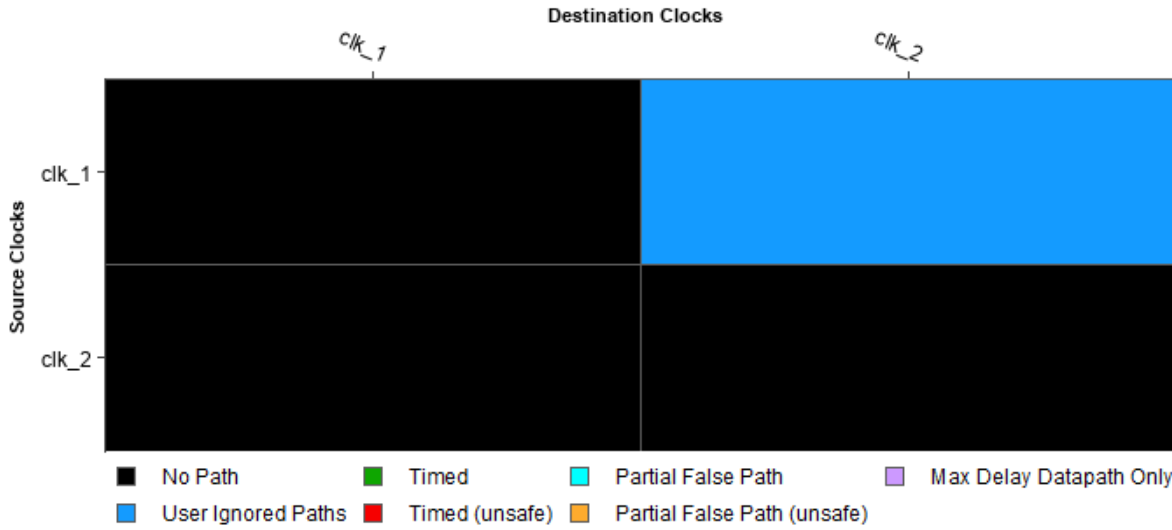 Destination Clocks
clk_1
clk_2
Source Clocks
clk_1
clk_2
No Path
Timed
Partial False Path
Max Delay Datapath Only
User Ignored Paths
Timed (unsafe)
Partial False Path (unsafe)